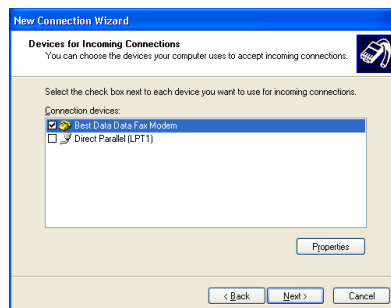 New Connection Wizard
Devices for Incoming Connections
You can choose the devices your computer uses to accept incoming connections.
Select the check box next to each device you want to use for incoming connections.
Connection devices:
Best Data Data Fax Modem
Direct Parallel (LPT1)
Properties
< Back Next > Cancel